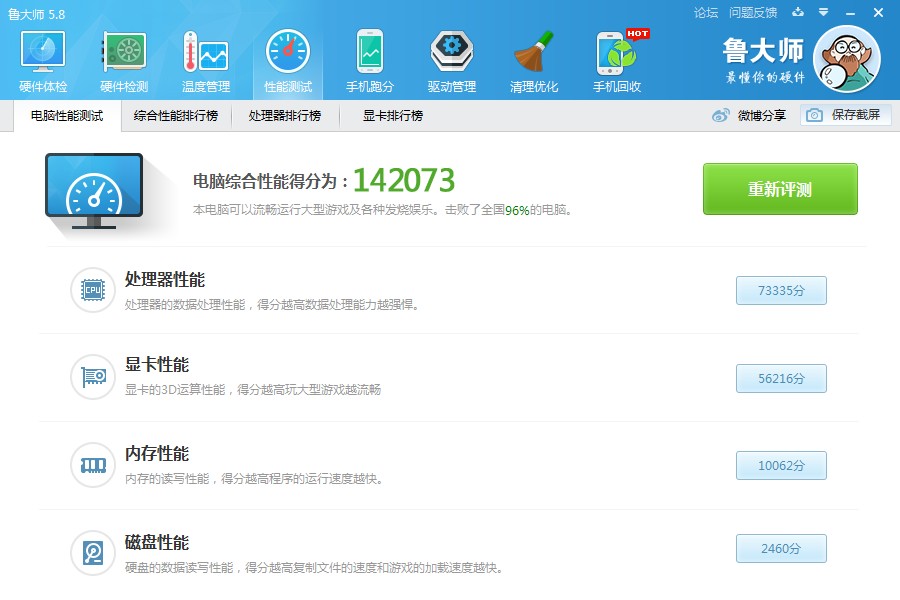 鲁大师 5.8
论坛 问题反馈
硬件体检 硬件检测 温度管理 性能测试 手机跑分 驱动管理 清理优化 手机回收
HOT
鲁大师
最懂你的硬件
电脑性能测试 综合性能排行榜 处理器排行榜 显卡排行榜 微博分享 保存截屏
电脑综合性能得分为：142073
本电脑可以流畅运行大型游戏及各种发烧娱乐。击败了全国96%的电脑。
重新评测
处理器性能
CPU
处理器的数据处理性能，得分越高数据处理能力越强悍。
73335分
显卡性能
显卡的3D运算性能，得分越高玩大型游戏越流畅
56216分
内存性能
内存的读写性能，得分越高程序的运行速度越快。
10062分
磁盘性能
硬盘的数据读写性能，得分越高复制文件的速度和游戏的加载速度越快。
2460分